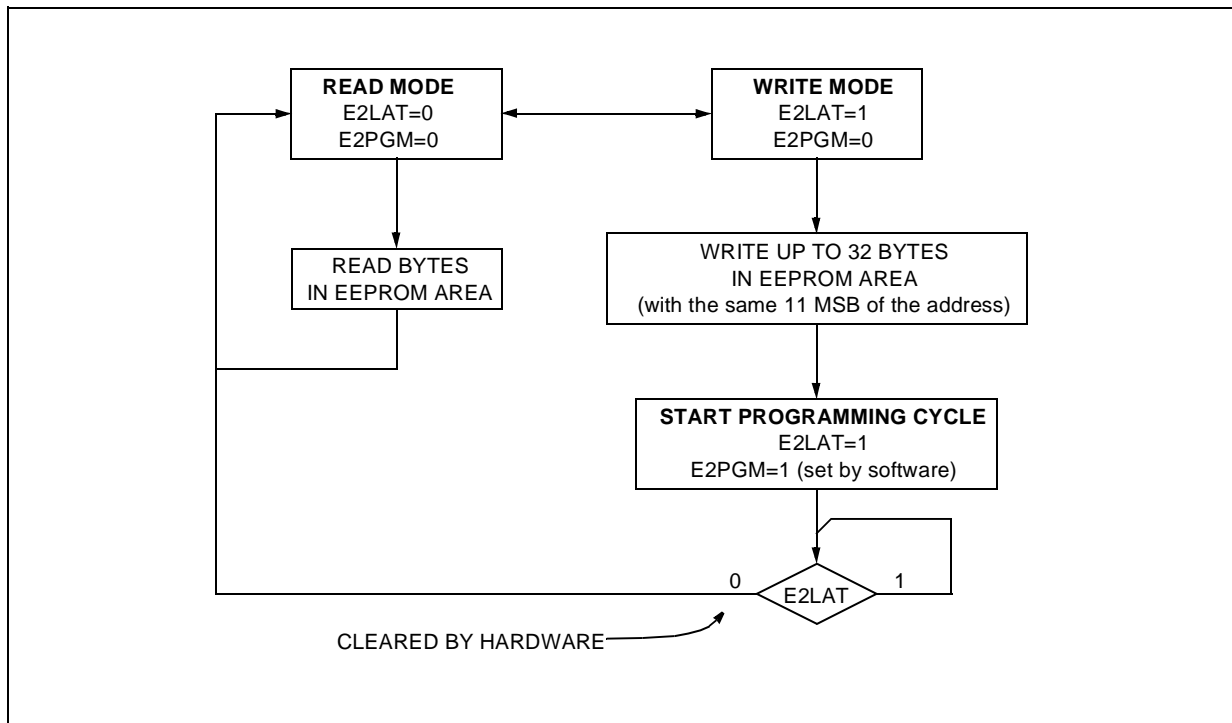 READ MODE
E2LAT=0
E2PGM=0
WRITE MODE
E2LAT=1
E2PGM=0
READ BYTES
IN EEPROM AREA
WRITE UP TO 32 BYTES
IN EEPROM AREA
(with the same 11 MSB of the address)
START PROGRAMMING CYCLE
E2LAT=1
E2PGM=1 (set by software)
0
E2LAT
1
CLEARED BY HARDWARE